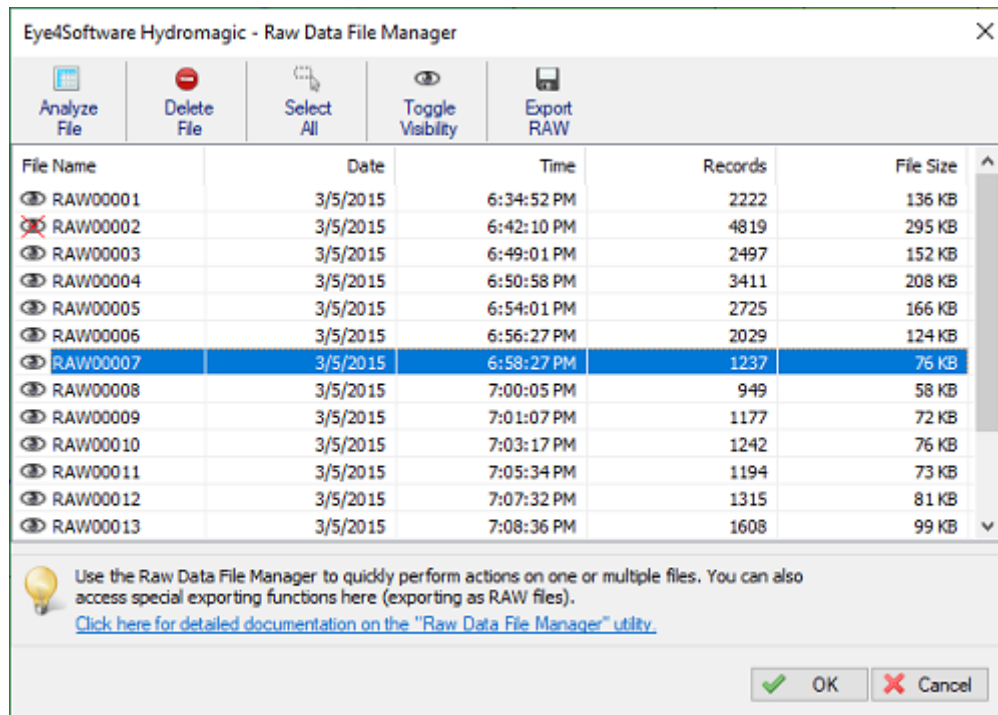 Eye4Software Hydromagic - Raw Data File Manager
Analyze File Delete File Select All Toggle Visibility Export RAW
File Name Date Time Records File Size
RAW00001 3/5/2015 6:34:52 PM 2222 136 KB
RAW00002 3/5/2015 6:42:10 PM 4819 295 KB
RAW00003 3/5/2015 6:49:01 PM 2497 152 KB
RAW00004 3/5/2015 6:50:58 PM 3411 208 KB
RAW00005 3/5/2015 6:54:01 PM 2725 166 KB
RAW00006 3/5/2015 6:56:27 PM 2029 124 KB
RAW00007 3/5/2015 6:58:27 PM 1237 76 KB
RAW00008 3/5/2015 7:00:05 PM 949 58 KB
RAW00009 3/5/2015 7:01:07 PM 1177 72 KB
RAW00010 3/5/2015 7:03:17 PM 1242 76 KB
RAW00011 3/5/2015 7:05:34 PM 1194 73 KB
RAW00012 3/5/2015 7:07:32 PM 1315 81 KB
RAW00013 3/5/2015 7:08:36 PM 1608 99 KB
Use the Raw Data File Manager to quickly perform actions on one or multiple files. You can also
access special exporting functions here (exporting as RAW files).
Click here for detailed documentation on the "Raw Data File Manager" utility.
OK Cancel